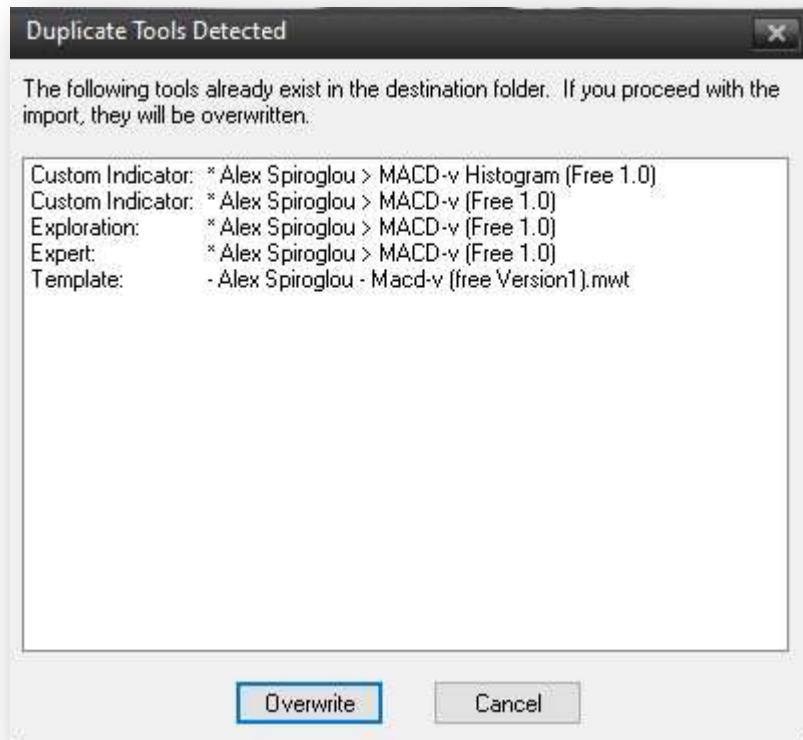 Duplicate Tools Detected
The following tools already exist in the destination folder.  If you proceed with the
import, they will be overwritten.
Custom Indicator: * Alex Spiroglou > MACD-v Histogram (Free 1.0)
Custom Indicator: * Alex Spiroglou > MACD-v (Free 1.0)
Exploration: * Alex Spiroglou > MACD-v (Free 1.0)
Expert: * Alex Spiroglou > MACD-v (Free 1.0)
Template: - Alex Spiroglou - Macd-v (free Version1).mwt
Overwrite Cancel